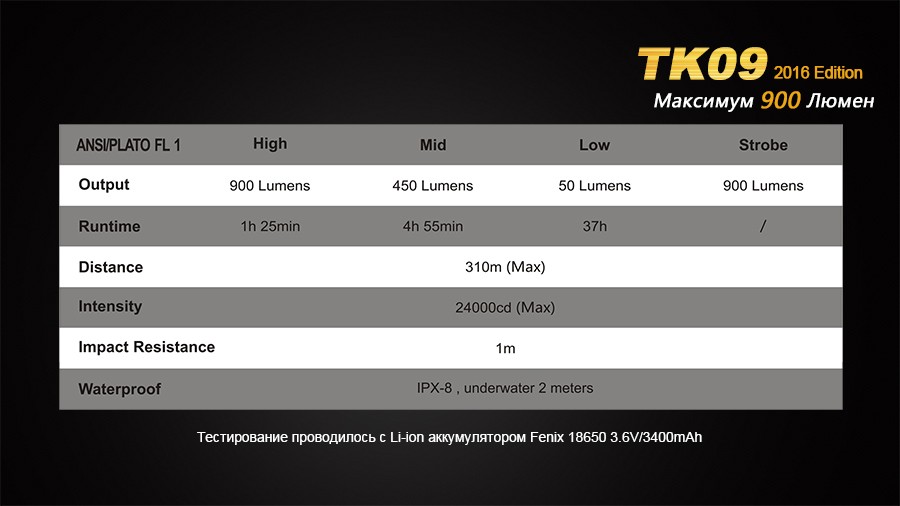 TK09 2016 Edition
Максимум 900 Люмен
ANSI/PLATO FL 1 High Mid Low Strobe
Output 900 Lumens 450 Lumens 50 Lumens 900 Lumens
Runtime 1h 25min 4h 55min 37h /
Distance 310m (Max)
Intensity 24000cd (Max)
Impact Resistance 1m
Waterproof IPX-8 , underwater 2 meters
Тестирование проводилось с Li-ion аккумулятором Fenix 18650 3.6V/3400mAh